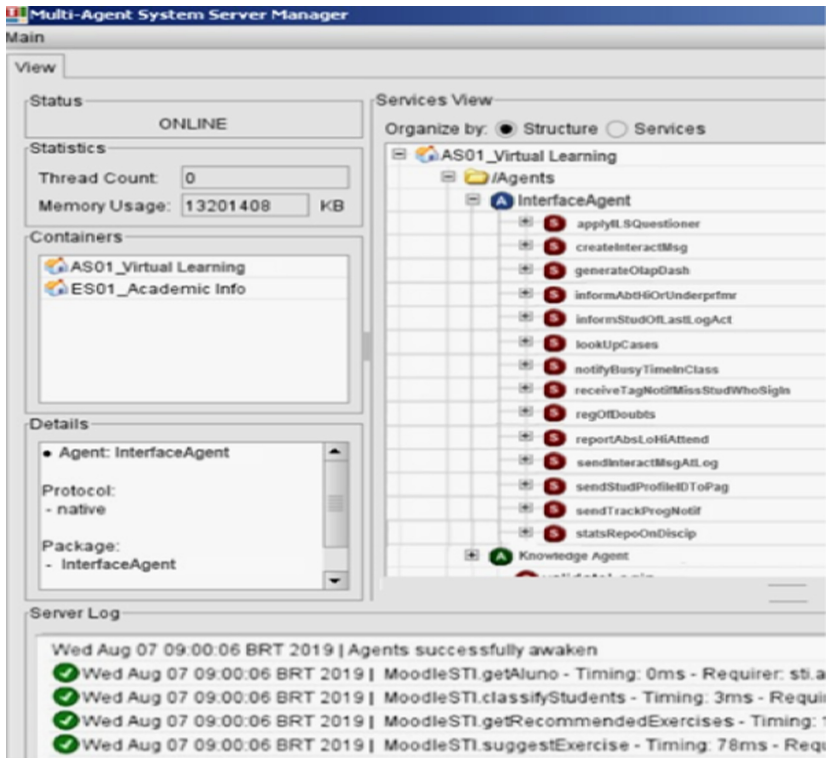 Multi-Agent System Server Manager
Main
View
Status
ONLINE
Statistics
Thread Count: 0
Memory Usage: 13201408 KB
Containers
AS01_Virtual Learning
ES01_Academic Info
Details
• Agent: InterfaceAgent
Protocol:
- native
Package:
- InterfaceAgent
Services View
Organize by: Structure Services
AS01_Virtual Learning
/Agents
A InterfaceAgent
S applyILSQuestioner
S createInteractMsg
S generateOlapDash
S informAbtHiOrUnderprfmr
S informStudOfLastLogAct
S lookUpCases
S notifyBusyTimeInClass
S receiveTagNotifMissStudWhoSigIn
S regOfDoubts
S reportAbsLoHiAttend
S sendInteractMsgAtLog
S sendStudProfileIDToPag
S sendTrackProgNotif
S statsRepoOnDiscip
A Knowledge Agent
Server Log
Wed Aug 07 09:00:06 BRT 2019 | Agents successfully awaken
Wed Aug 07 09:00:06 BRT 2019 | MoodleSTI.getAluno - Timing: 0ms - Requirer: sti.a
Wed Aug 07 09:00:06 BRT 2019 | MoodleSTI.classifyStudents - Timing: 3ms - Requi
Wed Aug 07 09:00:06 BRT 2019 | MoodleSTI.getRecommendedExercises - Timing:
Wed Aug 07 09:00:06 BRT 2019 | MoodleSTI.suggestExercise - Timing: 78ms - Requ